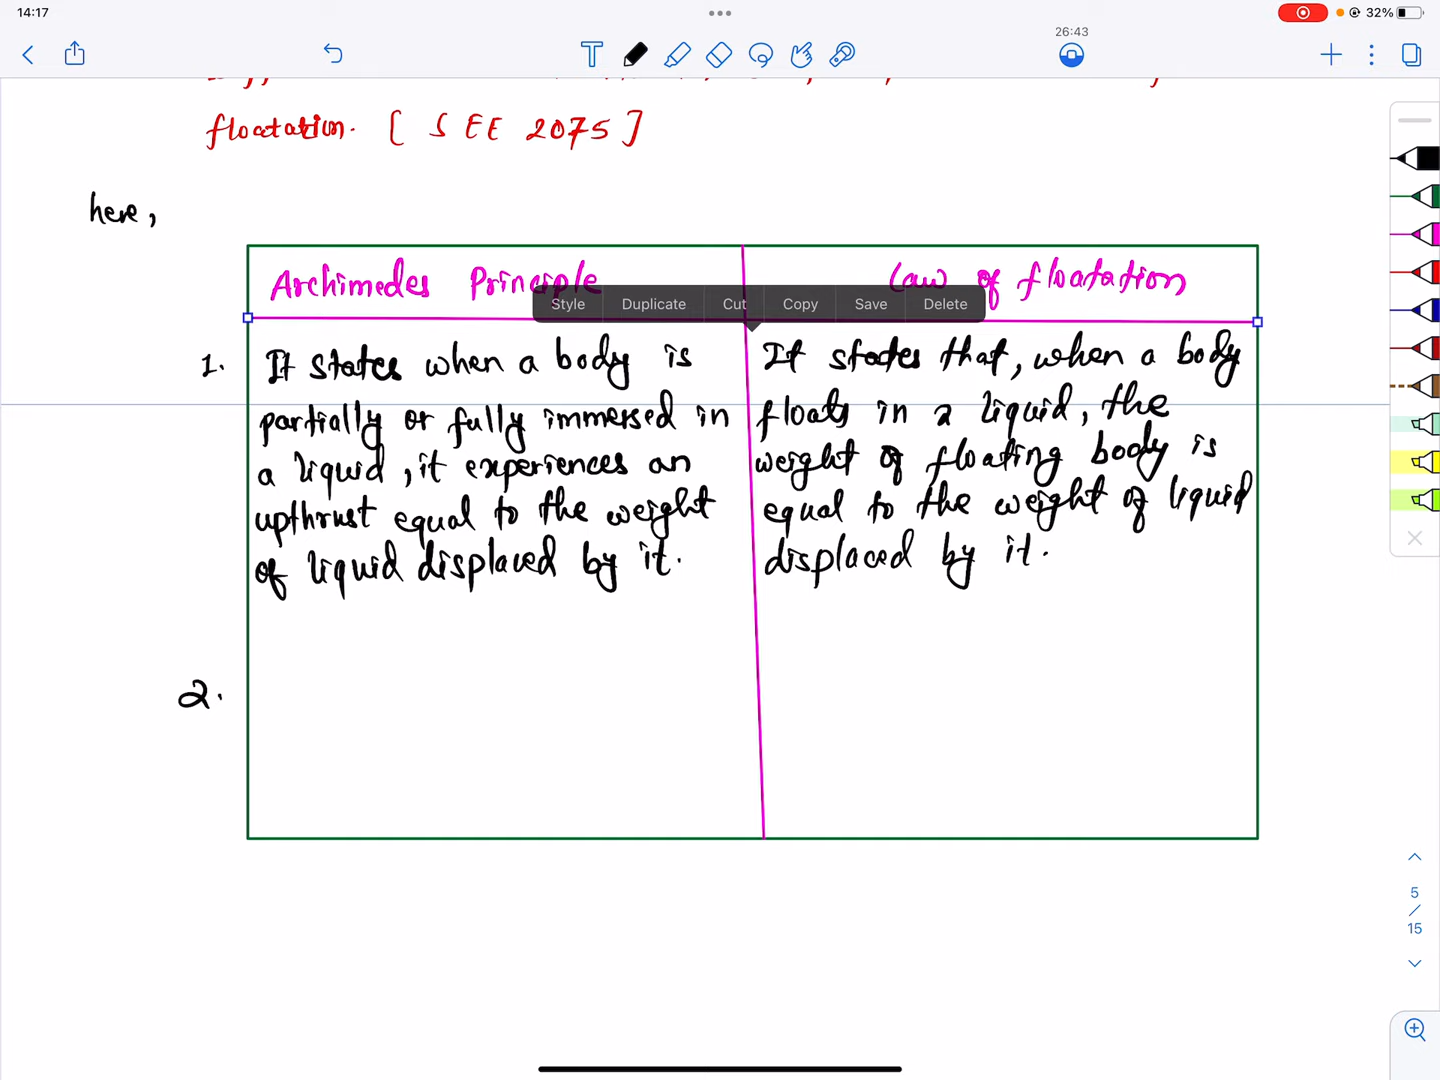 14:17
32%
26:43
floatation. [ SEE 2075 ]
here,
Archimedes Principle
Law of floatation
Style Duplicate Cut Copy Save Delete
1.
It states when a body is
partially or fully immersed in
a liquid, it experiences an
upthrust equal to the weight
of liquid displaced by it.
It states that, when a body
floats in a liquid, the
weight of floating body is
equal to the weight of liquid
displaced by it.
2.
5
/
15